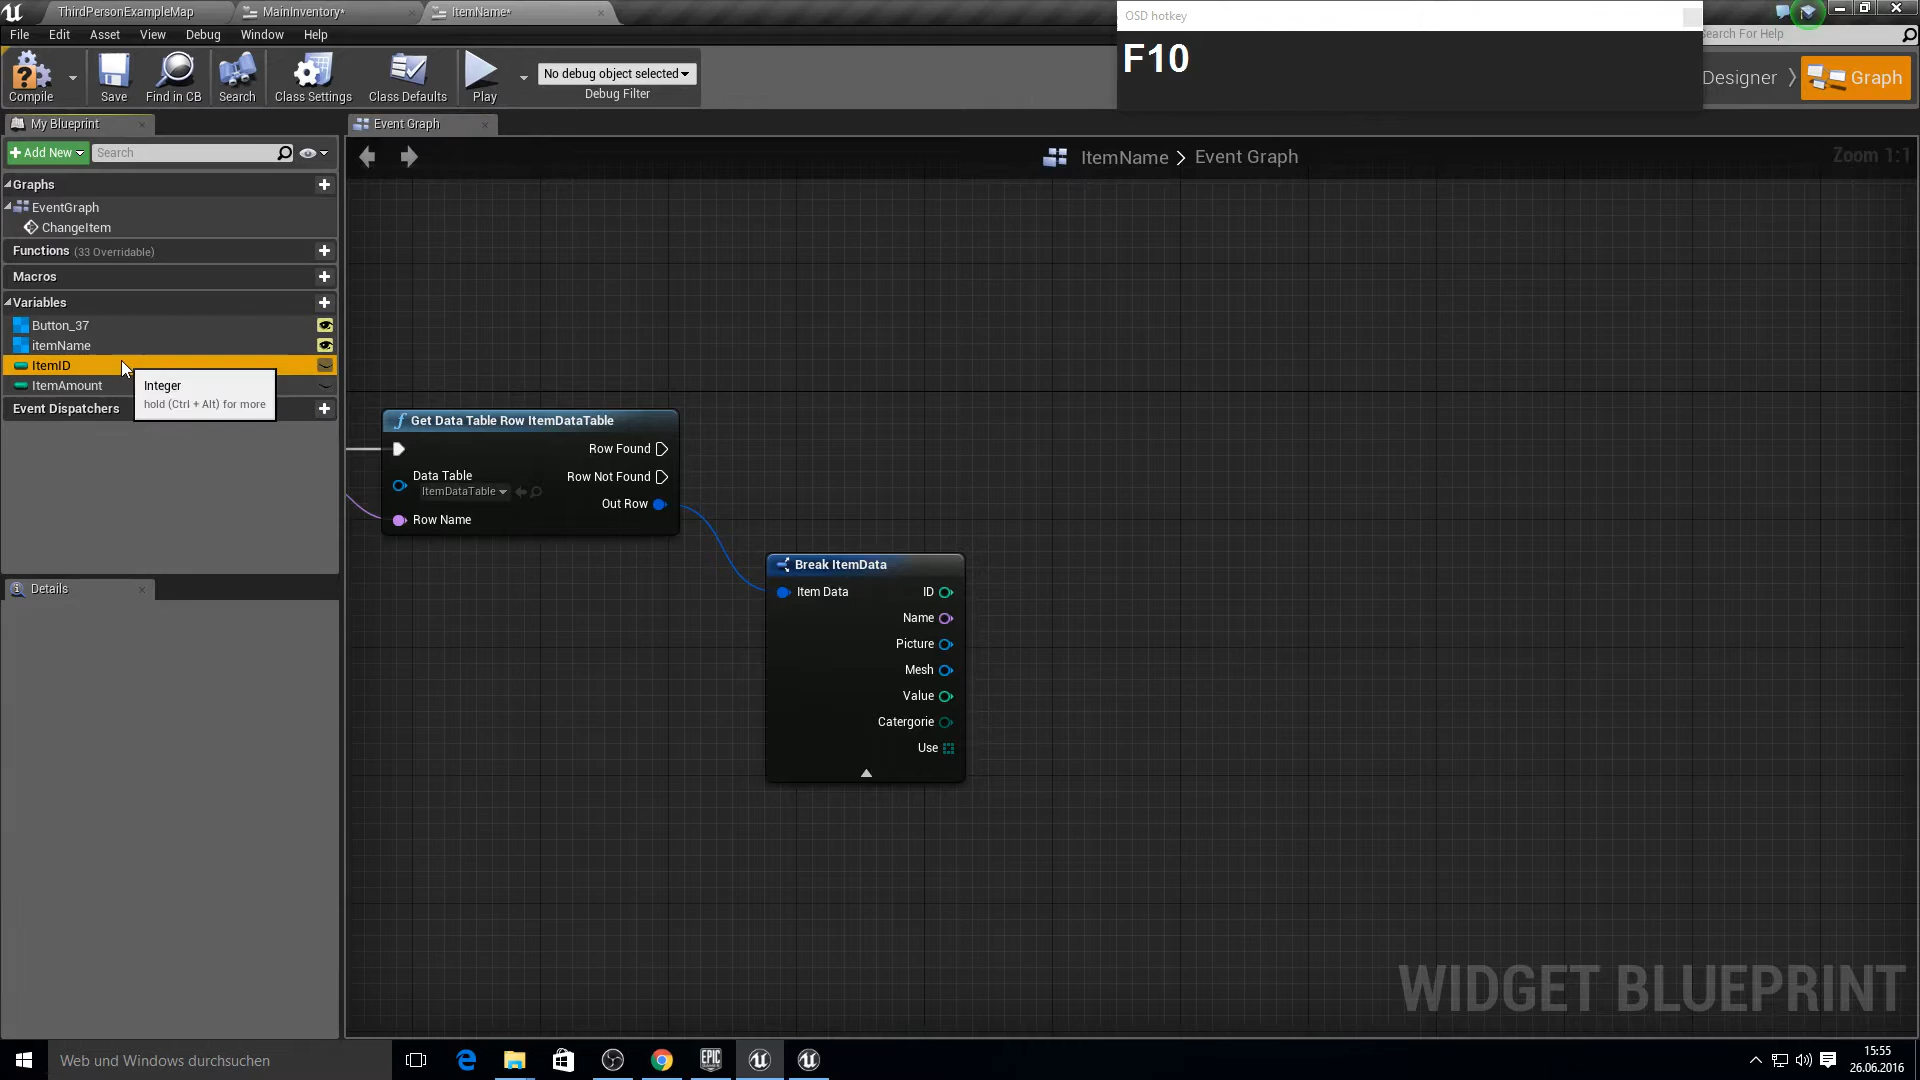 ThirdPersonExampleMap
MainInventory*
ItemName*
OSD hotkey
F10
File Edit Asset View Debug Window Help
Search For Help
Compile
Save
Find in CB
Search
Class Settings
Class Defaults
Play
No debug object selected
Debug Filter
Designer
Graph
My Blueprint
Event Graph
Add New
Search
ItemName > Event Graph
Zoom 1:1
Graphs
EventGraph
ChangeItem
Functions (33 Overridable)
Macros
Variables
Button_37
itemName
ItemID
ItemAmount
Integer
hold (Ctrl + Alt) for more
Event Dispatchers
Get Data Table Row ItemDataTable
Row Found
Data Table
ItemDataTable
Row Not Found
Out Row
Row Name
Break ItemData
Item Data
ID
Name
Picture
Mesh
Value
Catergorie
Use
Details
WIDGET BLUEPRINT
Web und Windows durchsuchen
EPIC
15:55
26.06.2016